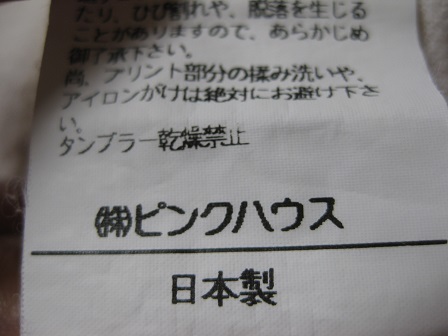 たり、ひび割れや、脱落を生じる
ことがありますので、あらかじめ
御了承下さい。
尚、プリント部分の揉み洗いや、
アイロンがけは絶対にお避け下さ
い。
タンブラー乾燥禁止
㈱ピンクハウス
日本製